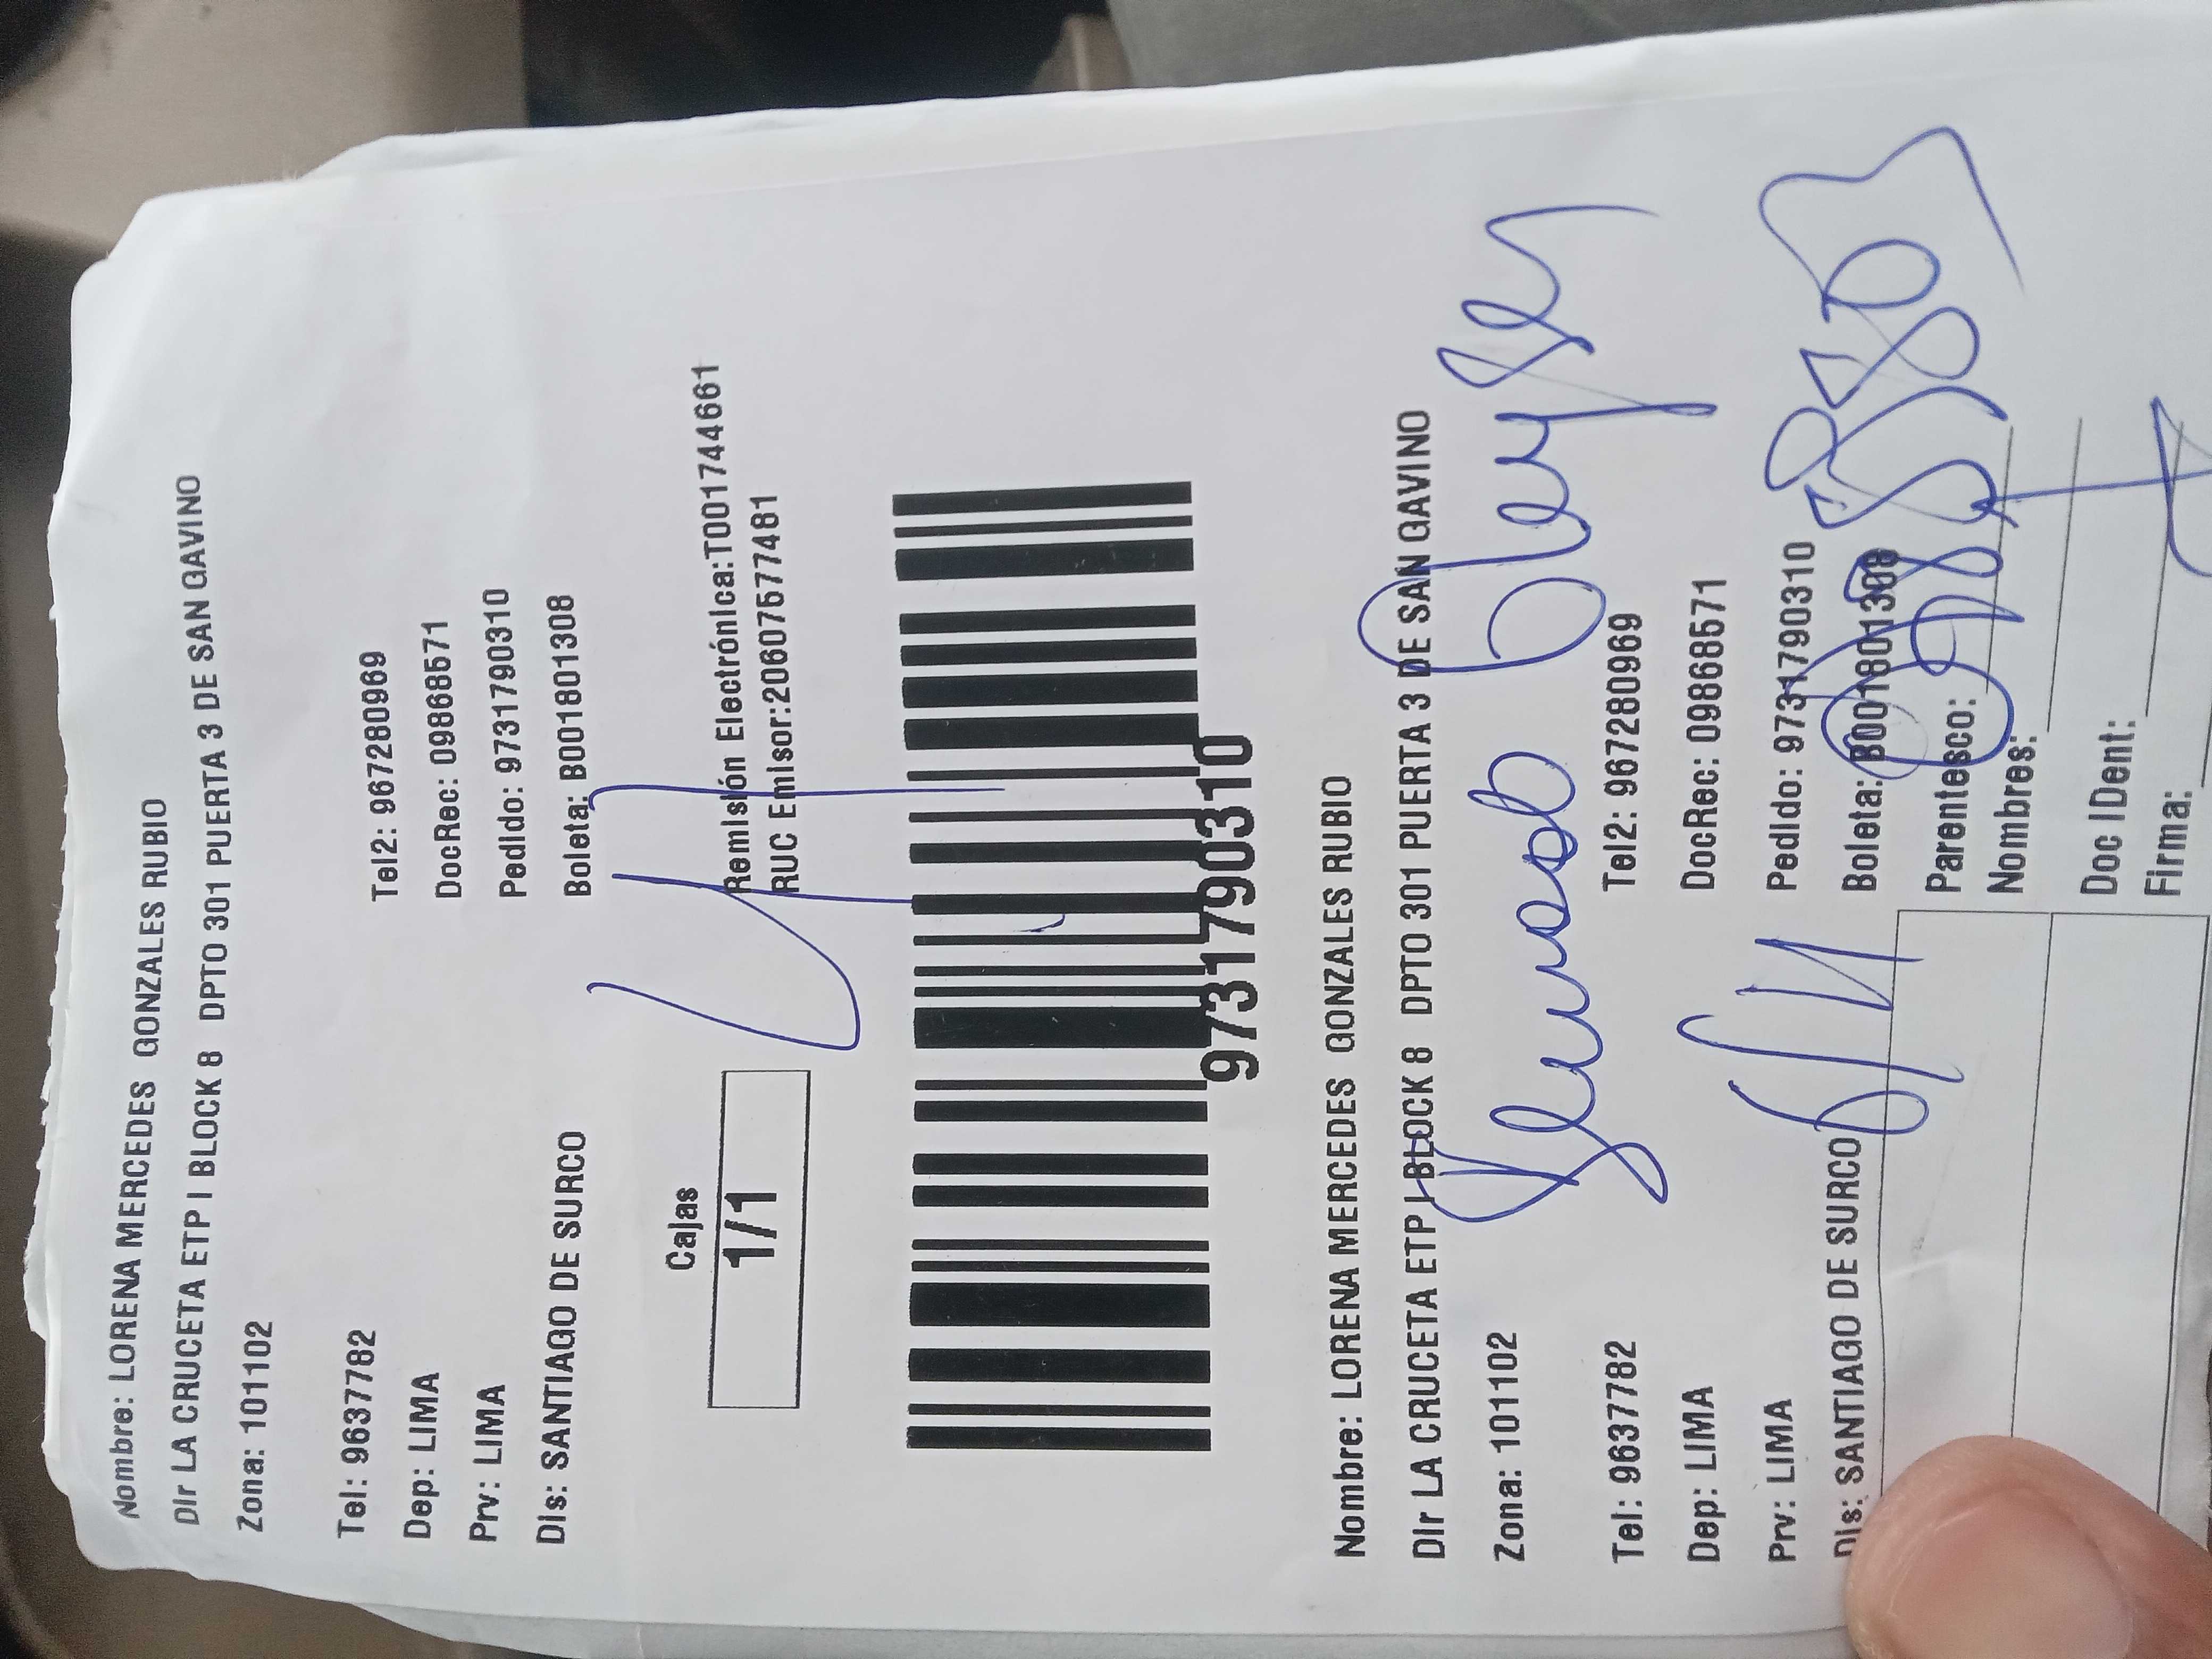 Nombre: LORENA MERCEDES GONZALES RUBIO
Dir LA CRUCETA ETP I BLOCK 8 DPTO 301 PUERTA 3 DE SAN GAVINO
Zona: 101102
Tel: 9637782 Tel2: 967280969
Dep: LIMA DocRec: 09868571
Prv: LIMA Pedido: 9731790310
Dis: SANTIAGO DE SURCO Boleta: B001801308
Cajas
1/1
Remisión Electrónica:T001744661
RUC Emisor:20607577481
9731790310
Nombre: LORENA MERCEDES GONZALES RUBIO
Dir LA CRUCETA ETP I BLOCK 8 DPTO 301 PUERTA 3 DE SAN GAVINO
Zona: 101102
Tel: 9637782 Tel2: 967280969
Dep: LIMA DocRec: 09868571
Prv: LIMA Pedido: 9731790310
Dis: SANTIAGO DE SURCO Boleta: B001801308
Parentesco:
Nombres:
Doc IDent:
Firma: